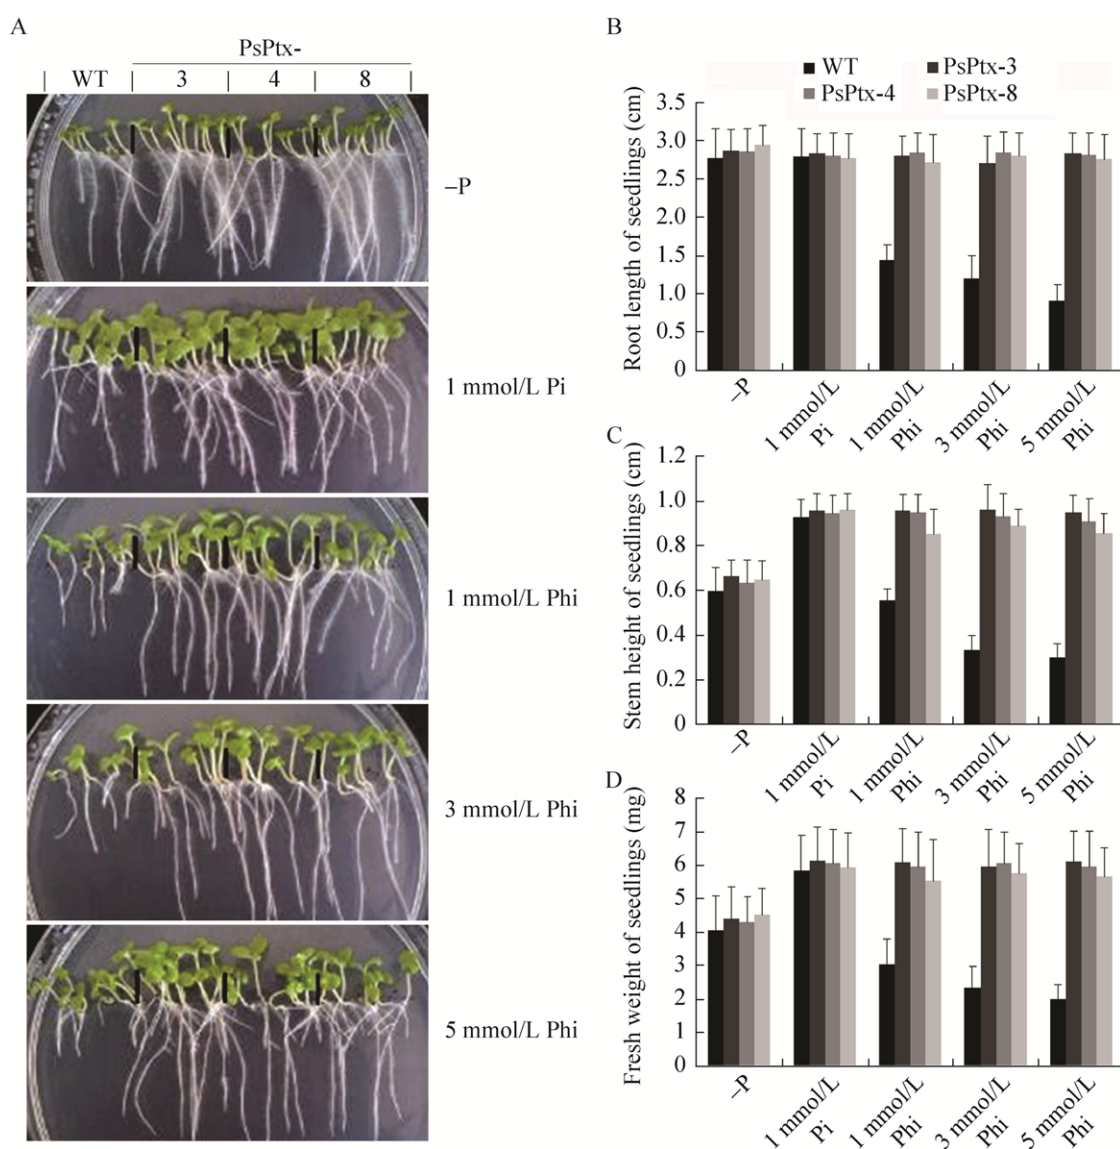 A
PsPtx-
| WT | 3 | 4 | 8 |
–P
1 mmol/L Pi
1 mmol/L Phi
3 mmol/L Phi
5 mmol/L Phi
B
WT PsPtx-3
PsPtx-4 PsPtx-8
Root length of seedlings (cm)
3.5
3.0
2.5
2.0
1.5
1.0
0.5
0
–P
1 mmol/L
Pi
1 mmol/L
Phi
3 mmol/L
Phi
5 mmol/L
Phi
C
Stem height of seedlings (cm)
1.2
1.0
0.8
0.6
0.4
0.2
0
–P
1 mmol/L
Pi
1 mmol/L
Phi
3 mmol/L
Phi
5 mmol/L
Phi
D
Fresh weight of seedlings (mg)
8
7
6
5
4
3
2
1
0
–P
1 mmol/L
Pi
1 mmol/L
Phi
3 mmol/L
Phi
5 mmol/L
Phi